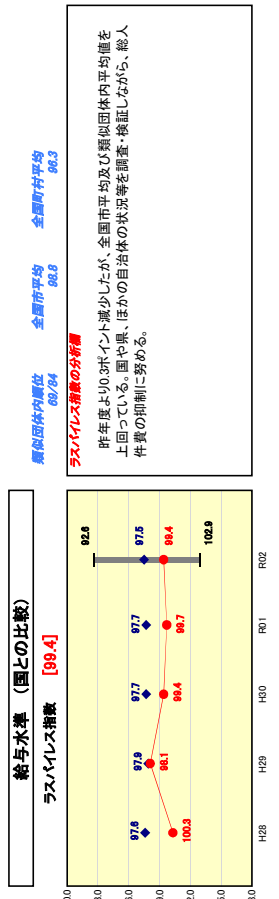 給与水準　（国との比較）
ラスパイレス指数　[99.4]
類似団体内順位
69/84
全国市平均
98.8
全国町村平均
96.3
92.6
97.6
97.9
97.7
97.7
97.5
100.3
98.1
99.4
99.7
99.4
102.9
H28
H29
H30
R01
R02
ラスパイレス指数の分析欄
昨年度より0.3ポイント減少したが、全国市平均及び類似団体内平均値を
上回っている。国や県、ほかの自治体の状況等を調査・検証しながら、総人
件費の抑制に努める。